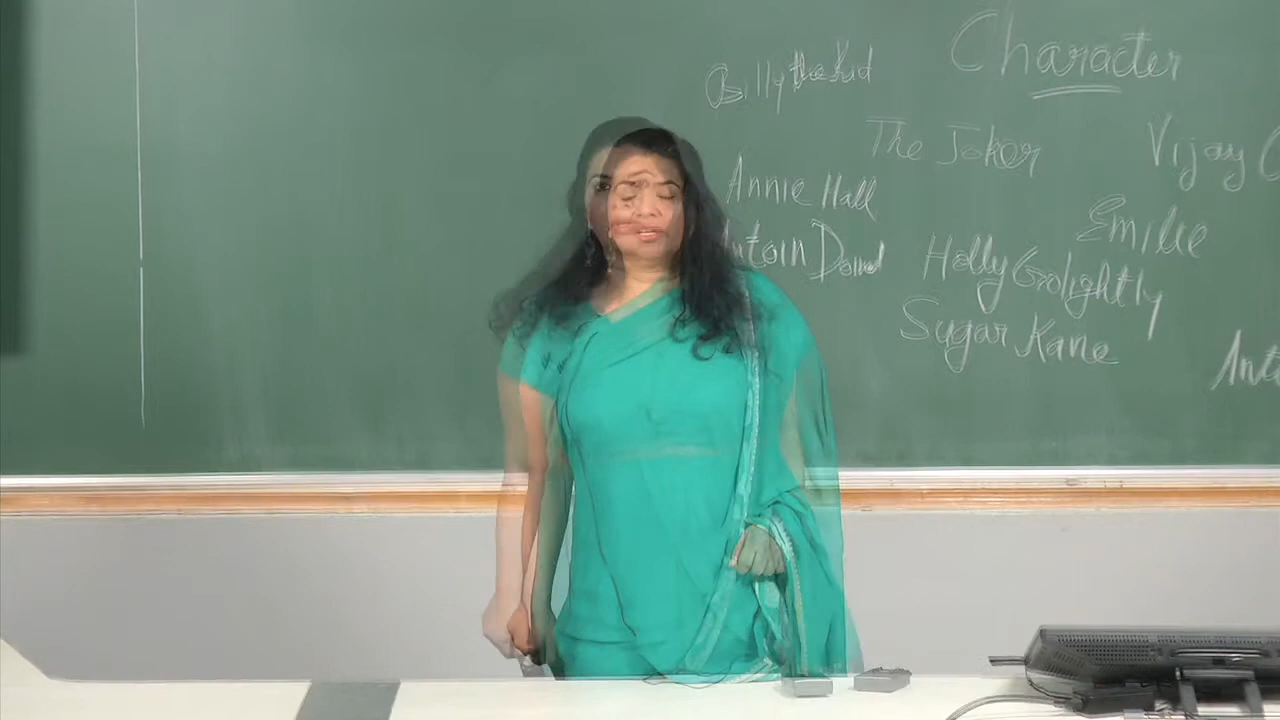 Character
Billy the Kid
The Joker
Vijay
Annie Hall
Emilie
Antoin Doinel
Holly Golightly
Sugar Kane